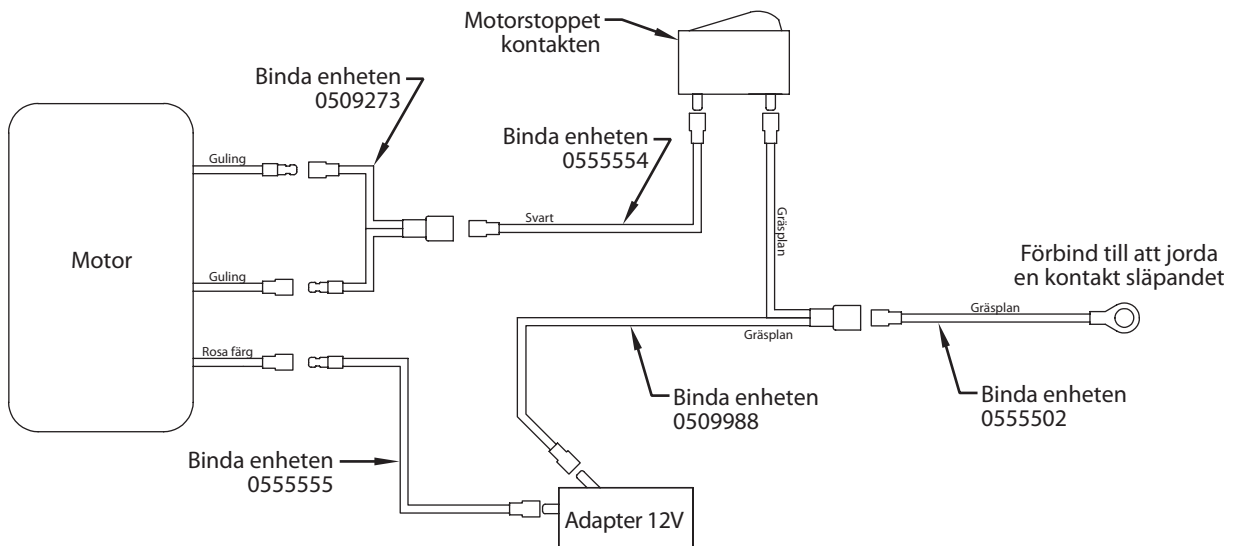 Motorstoppet
kontakten
Binda enheten
0509273
Binda enheten
0555554
Guling
Svart
Gräsplan
Motor
Guling
Förbind till att jorda
en kontakt släpandet
Gräsplan
Gräsplan
Rosa färg
Binda enheten
0509988
Binda enheten
0555502
Binda enheten
0555555
Adapter 12V